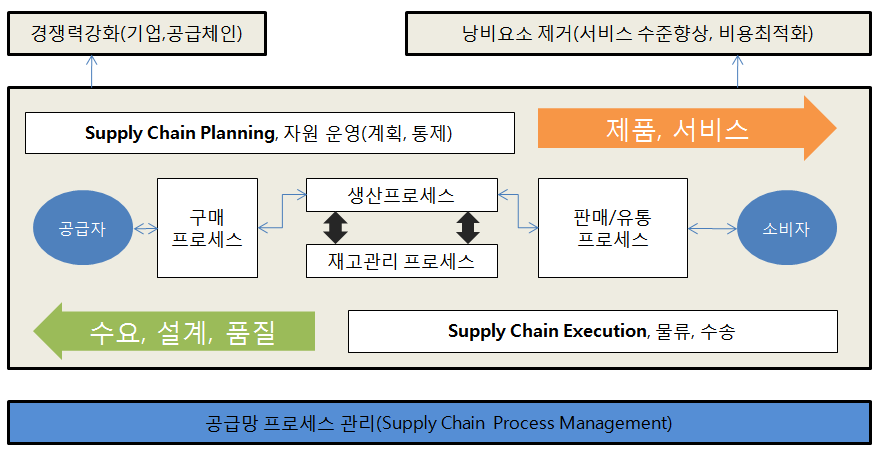 경쟁력강화(기업,공급체인)
낭비요소 제거(서비스 수준향상, 비용최적화)
Supply Chain Planning, 자원 운영(계획, 통제)
제품, 서비스
공급자
구매
프로세스
생산프로세스
재고관리 프로세스
판매/유통
프로세스
소비자
수요, 설계, 품질
Supply Chain Execution, 물류, 수송
공급망 프로세스 관리(Supply Chain Process Management)